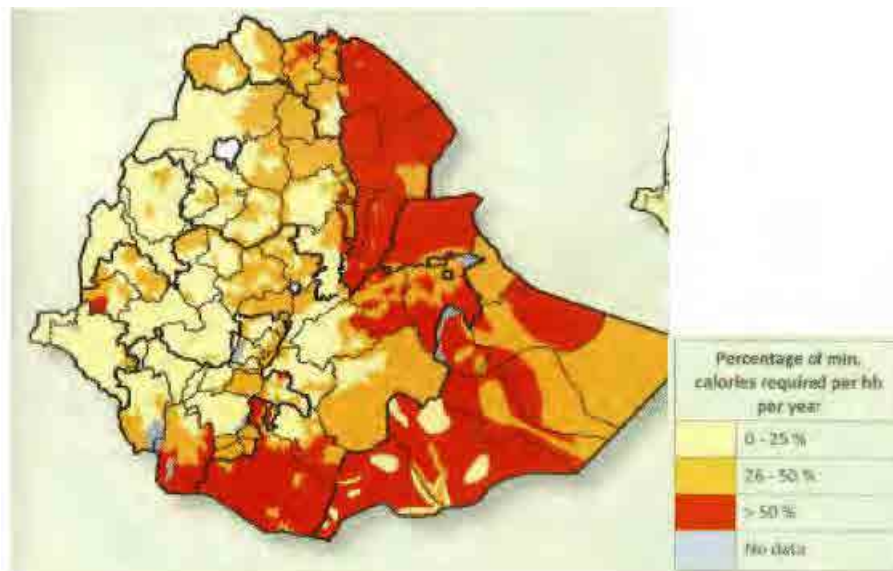 Percentage of min.
calories required per hh
per year
0 - 25 %
26 - 50 %
> 50 %
No data